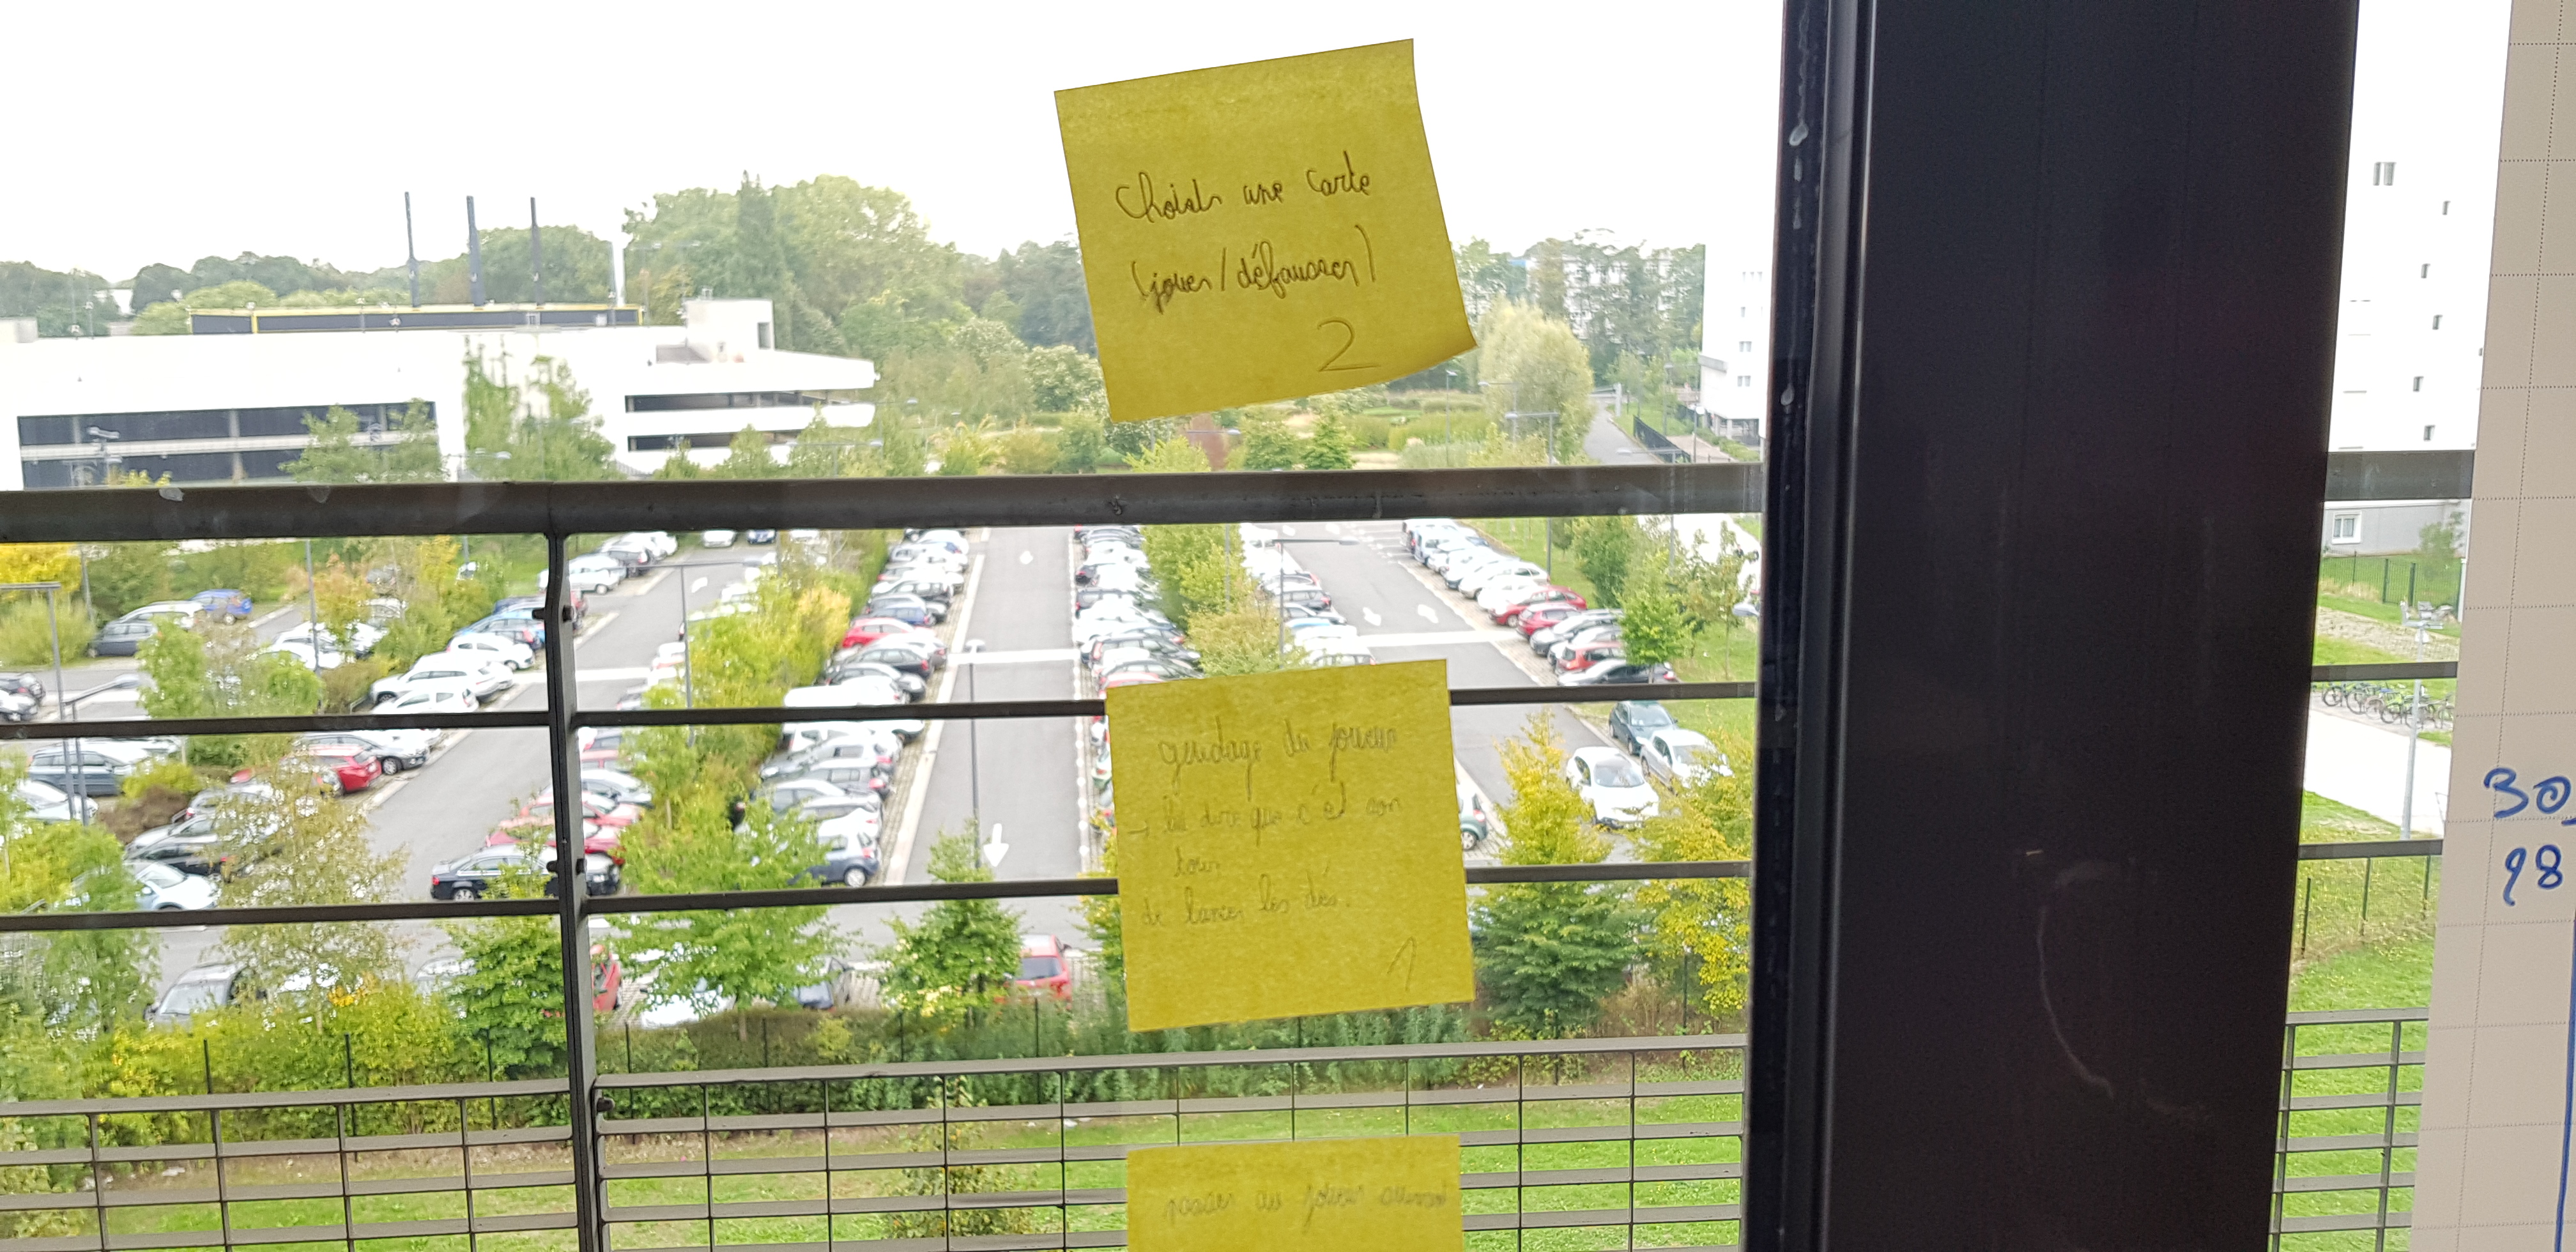 Choisir une carte
(jouer/défausser)
2
guidage du joueur
→ lui dire que c'est son
tour
de lancer les dés.
1
passer au joueur suivant
30
98